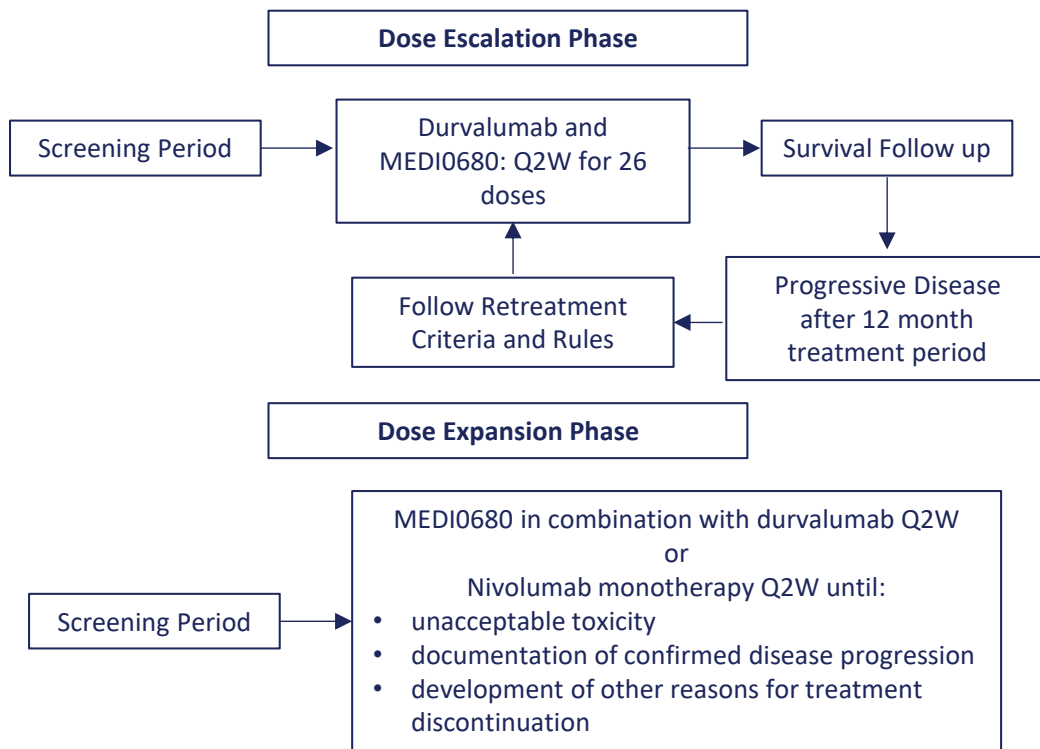 Dose Escalation Phase
Screening Period
Durvalumab and
MEDI0680: Q2W for 26
doses
Survival Follow up
Progressive Disease
after 12 month
treatment period
Follow Retreatment
Criteria and Rules
Dose Expansion Phase
Screening Period
MEDI0680 in combination with durvalumab Q2W
or
Nivolumab monotherapy Q2W until:
• unacceptable toxicity
• documentation of confirmed disease progression
• development of other reasons for treatment
discontinuation